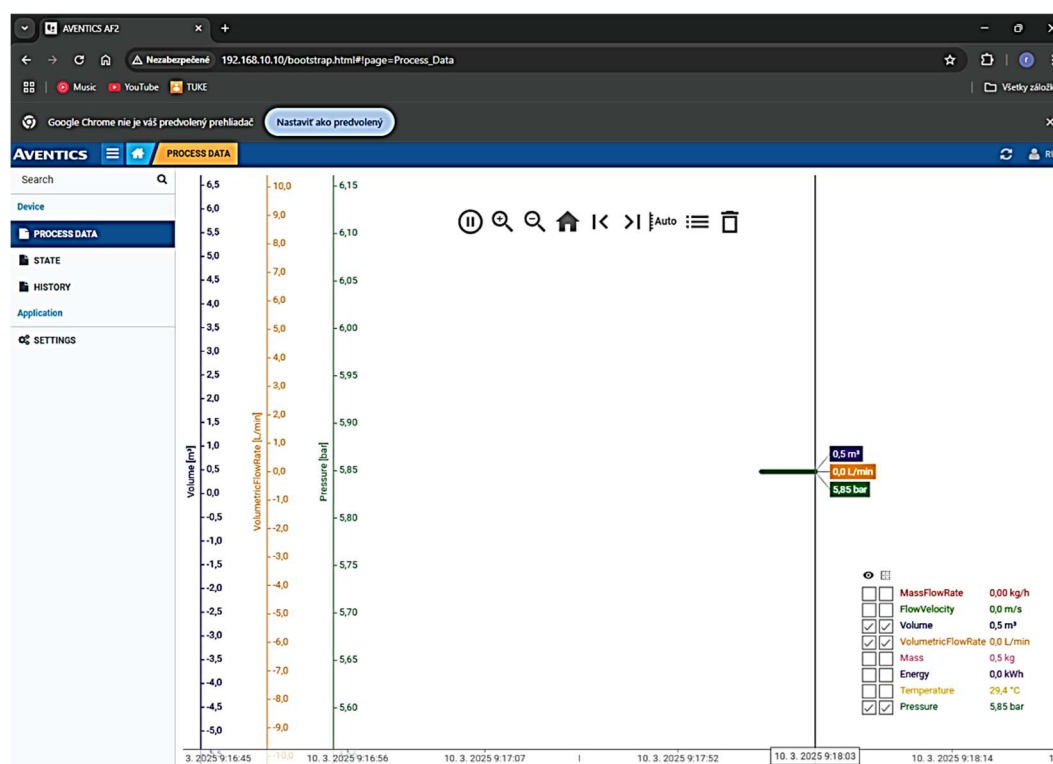 AVENTICS AF2
Nezabezpečené 192.168.10.10/bootstrap.html#!page=Process_Data
Music YouTube TUKE Všetky záložk
Google Chrome nie je váš predvolený prehliadač Nastaviť ako predvolený
AVENTICS PROCESS DATA
Search
Device
PROCESS DATA
STATE
HISTORY
Application
SETTINGS
Volume [m³]
6,5
6,0
5,5
5,0
4,5
4,0
3,5
3,0
2,5
2,0
1,5
1,0
0,5
0,0
-0,5
-1,0
-1,5
-2,0
-2,5
-3,0
-3,5
-4,0
-4,5
-5,0
VolumetricFlowRate [L/min]
10,0
9,0
8,0
7,0
6,0
5,0
4,0
3,0
2,0
1,0
0,0
-1,0
-2,0
-3,0
-4,0
-5,0
-6,0
-7,0
-8,0
-9,0
-10,0
Pressure [bar]
6,15
6,10
6,05
6,00
5,95
5,90
5,85
5,80
5,75
5,70
5,65
5,60
Auto
0,5 m³
0,0 L/min
5,85 bar
MassFlowRate 0,00 kg/h
FlowVelocity 0,0 m/s
Volume 0,5 m³
VolumetricFlowRate 0,0 L/min
Mass 0,5 kg
Energy 0,0 kWh
Temperature 29,4 °C
Pressure 5,85 bar
3. 2025 9:16:45 10. 3. 2025 9:16:56 10. 3. 2025 9:17:07 10. 3. 2025 9:17:52 10. 3. 2025 9:18:03 10. 3. 2025 9:18:14